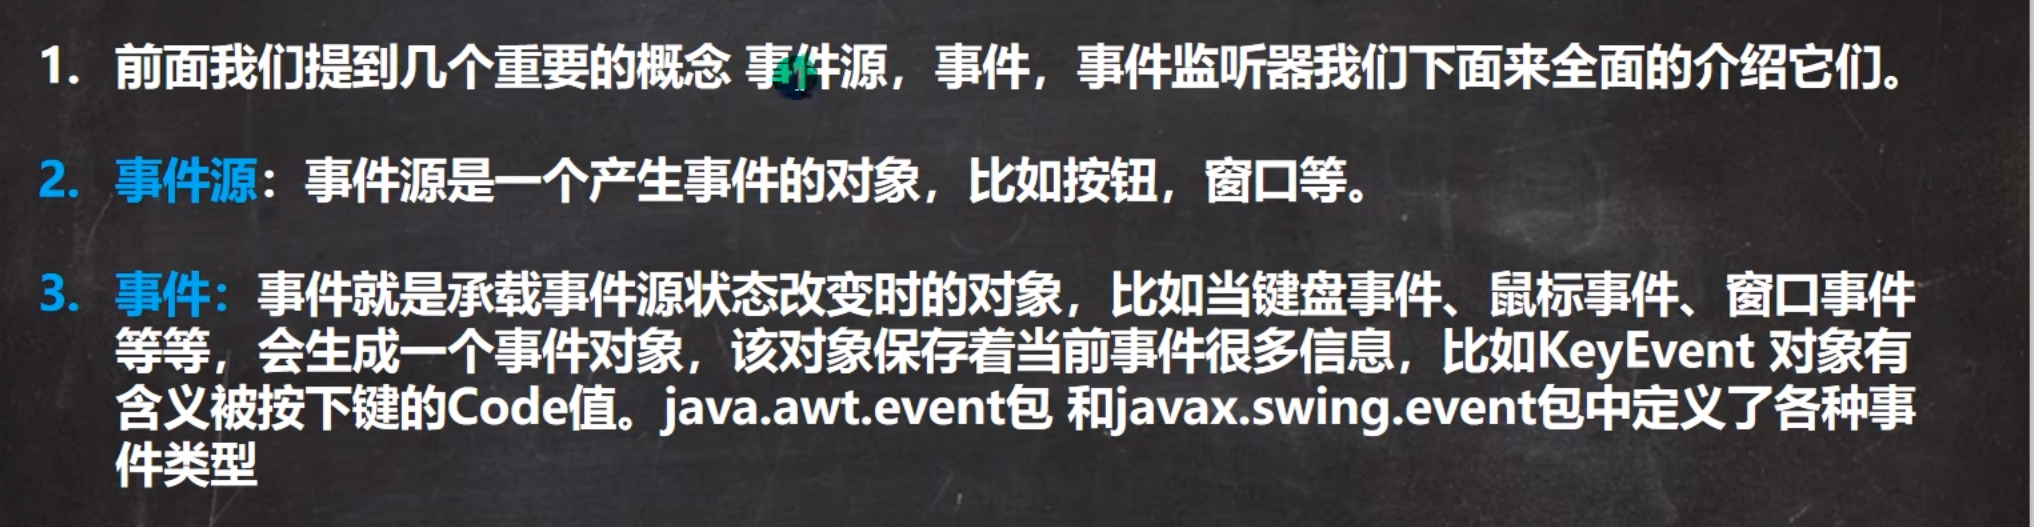 1. 前面我们提到几个重要的概念 事件源，事件，事件监听器我们下面来全面的介绍它们。
2. 事件源：事件源是一个产生事件的对象，比如按钮，窗口等。
3. 事件：事件就是承载事件源状态改变时的对象，比如当键盘事件、鼠标事件、窗口事件
等等，会生成一个事件对象，该对象保存着当前事件很多信息，比如KeyEvent 对象有
含义被按下键的Code值。java.awt.event包 和javax.swing.event包中定义了各种事
件类型